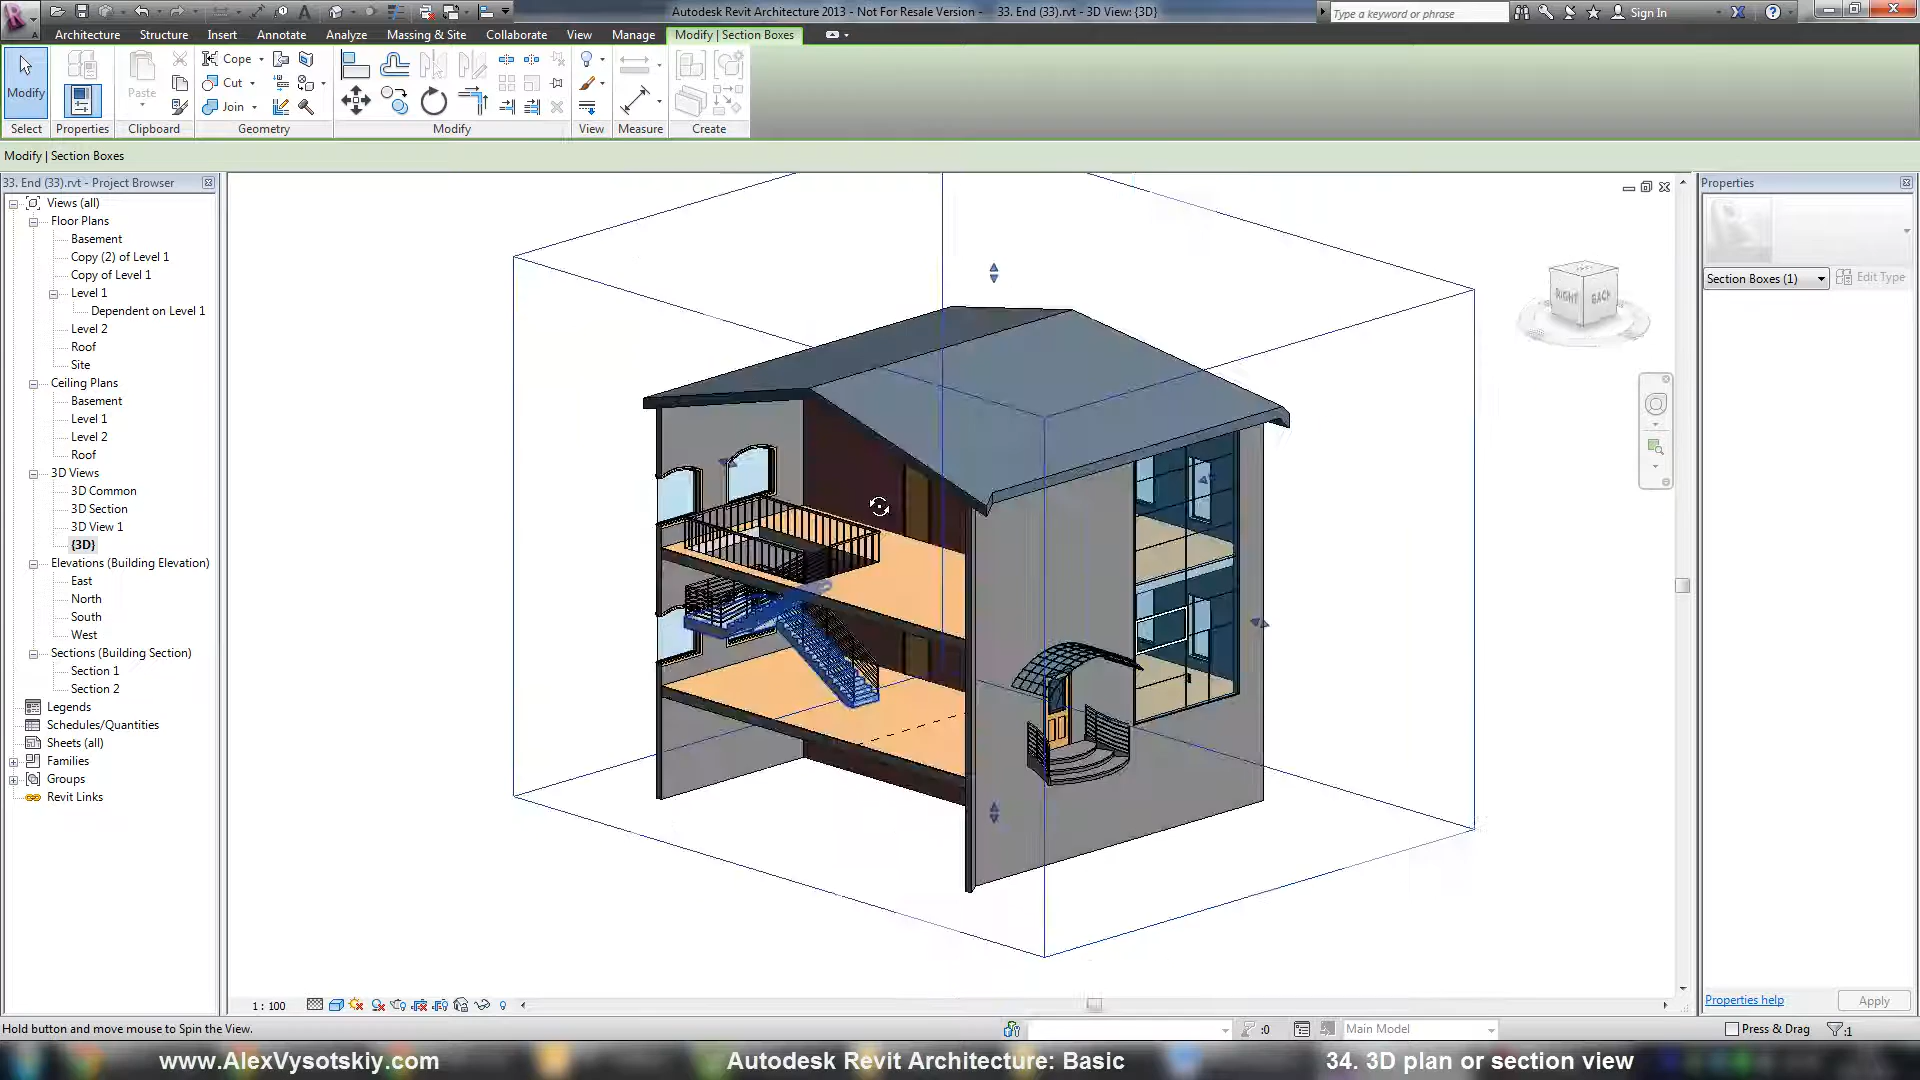 Autodesk Revit Architecture 2013 - Not For Resale Version - 33. End (33).rvt - 3D View: {3D}
Type a keyword or phrase
Sign In
Architecture Structure Insert Annotate Analyze Massing & Site Collaborate View Manage Modify | Section Boxes
Modify
Paste
Cope
Cut
Join
Select Properties Clipboard Geometry Modify View Measure Create
Modify | Section Boxes
33. End (33).rvt - Project Browser
Views (all)
Floor Plans
Basement
Copy (2) of Level 1
Copy of Level 1
Level 1
Dependent on Level 1
Level 2
Roof
Site
Ceiling Plans
Basement
Level 1
Level 2
Roof
3D Views
3D Common
3D Section
3D View 1
{3D}
Elevations (Building Elevation)
East
North
South
West
Sections (Building Section)
Section 1
Section 2
Legends
Schedules/Quantities
Sheets (all)
Families
Groups
Revit Links
RIGHT BACK
Properties
Section Boxes (1)
Edit Type
Properties help
Apply
1 : 100
Hold button and move mouse to Spin the View.
:0
Main Model
Press & Drag
:1
www.AlexVysotskiy.com
Autodesk Revit Architecture: Basic
34. 3D plan or section view